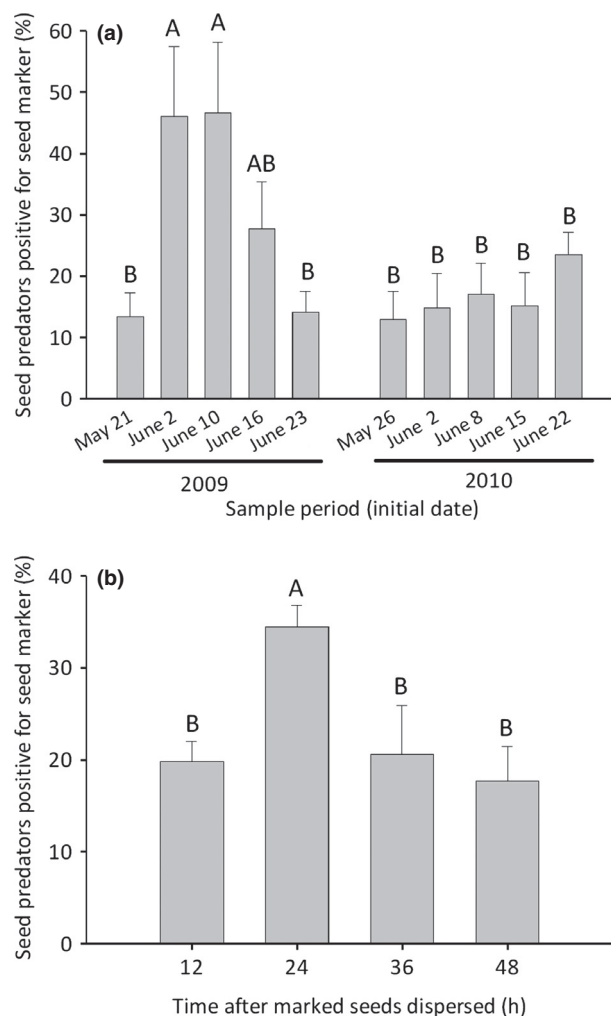 Seed predators positive for seed marker (%)
(a)
60
50
40
30
20
10
0
B
A
A
AB
B
B
B
B
B
B
May 21
June 2
June 10
June 16
June 23
May 26
June 2
June 8
June 15
June 22
2009
2010
Sample period (initial date)
Seed predators positive for seed marker (%)
(b)
40
30
20
10
0
B
A
B
B
12
24
36
48
Time after marked seeds dispersed (h)